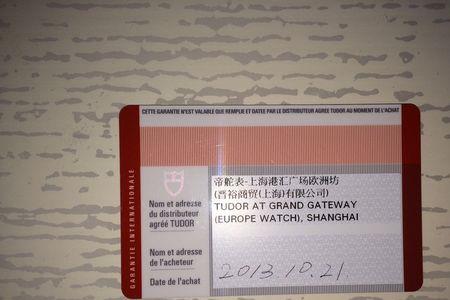 CETTE GARANTIE N'EST VALABLE QUE REMPLIE ET DATEE PAR LE DISTRIBUTEUR AGREE TUDOR AU MOMENT DE L'ACHAT
GARANTIE INTERNATIONALE
Nom et adresse
du distributeur
agréé TUDOR
帝舵表-上海港汇广场欧洲坊
(晋裕商贸(上海)有限公司)
TUDOR AT GRAND GATEWAY
(EUROPE WATCH), SHANGHAI
Nom et adresse
de l'acheteur
Date de l'achat
2013.10.21.